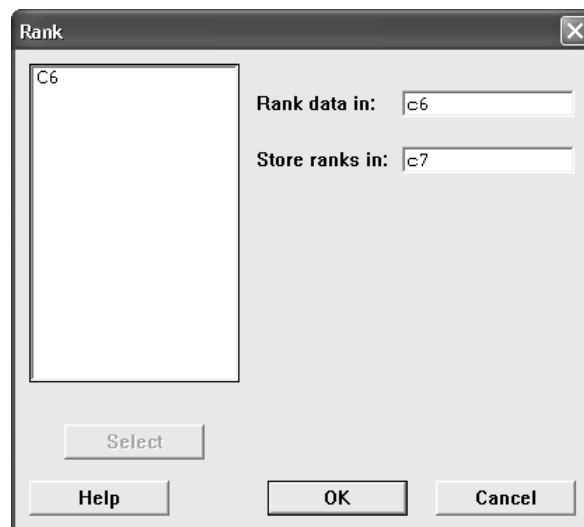 Rank
C6
Rank data in: c6
Store ranks in: c7
Select
Help OK Cancel